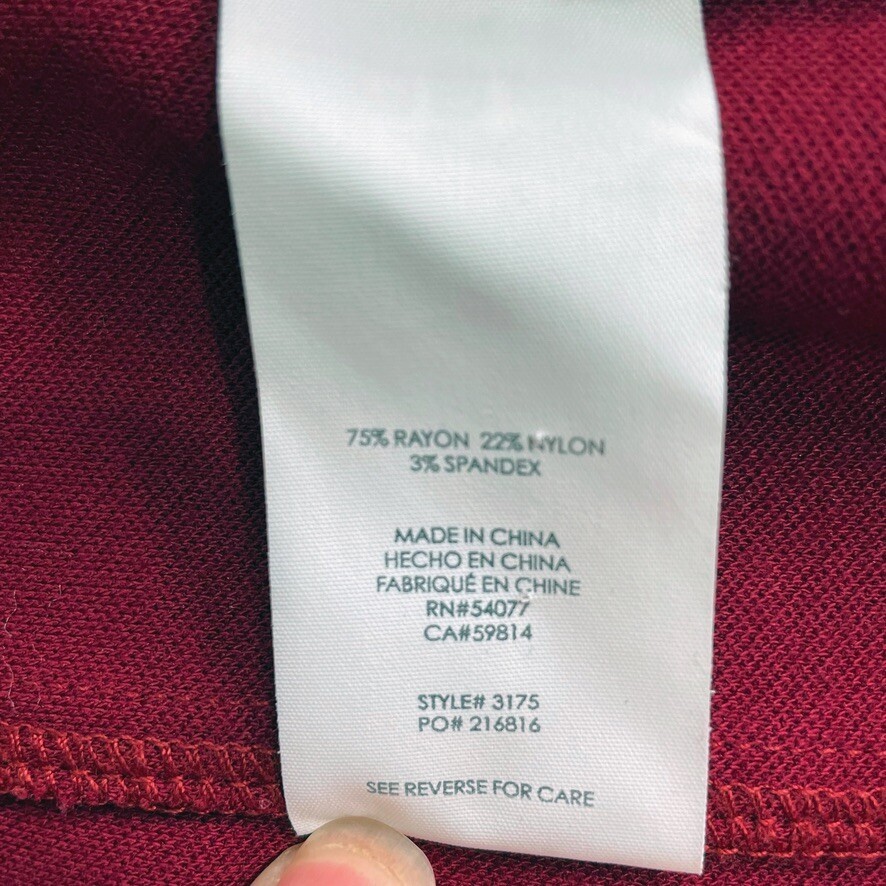 75% RAYON 22% NYLON
3% SPANDEX
MADE IN CHINA
HECHO EN CHINA
FABRIQUÉ EN CHINE
RN#54077
CA#59814
STYLE# 3175
PO# 216816
SEE REVERSE FOR CARE